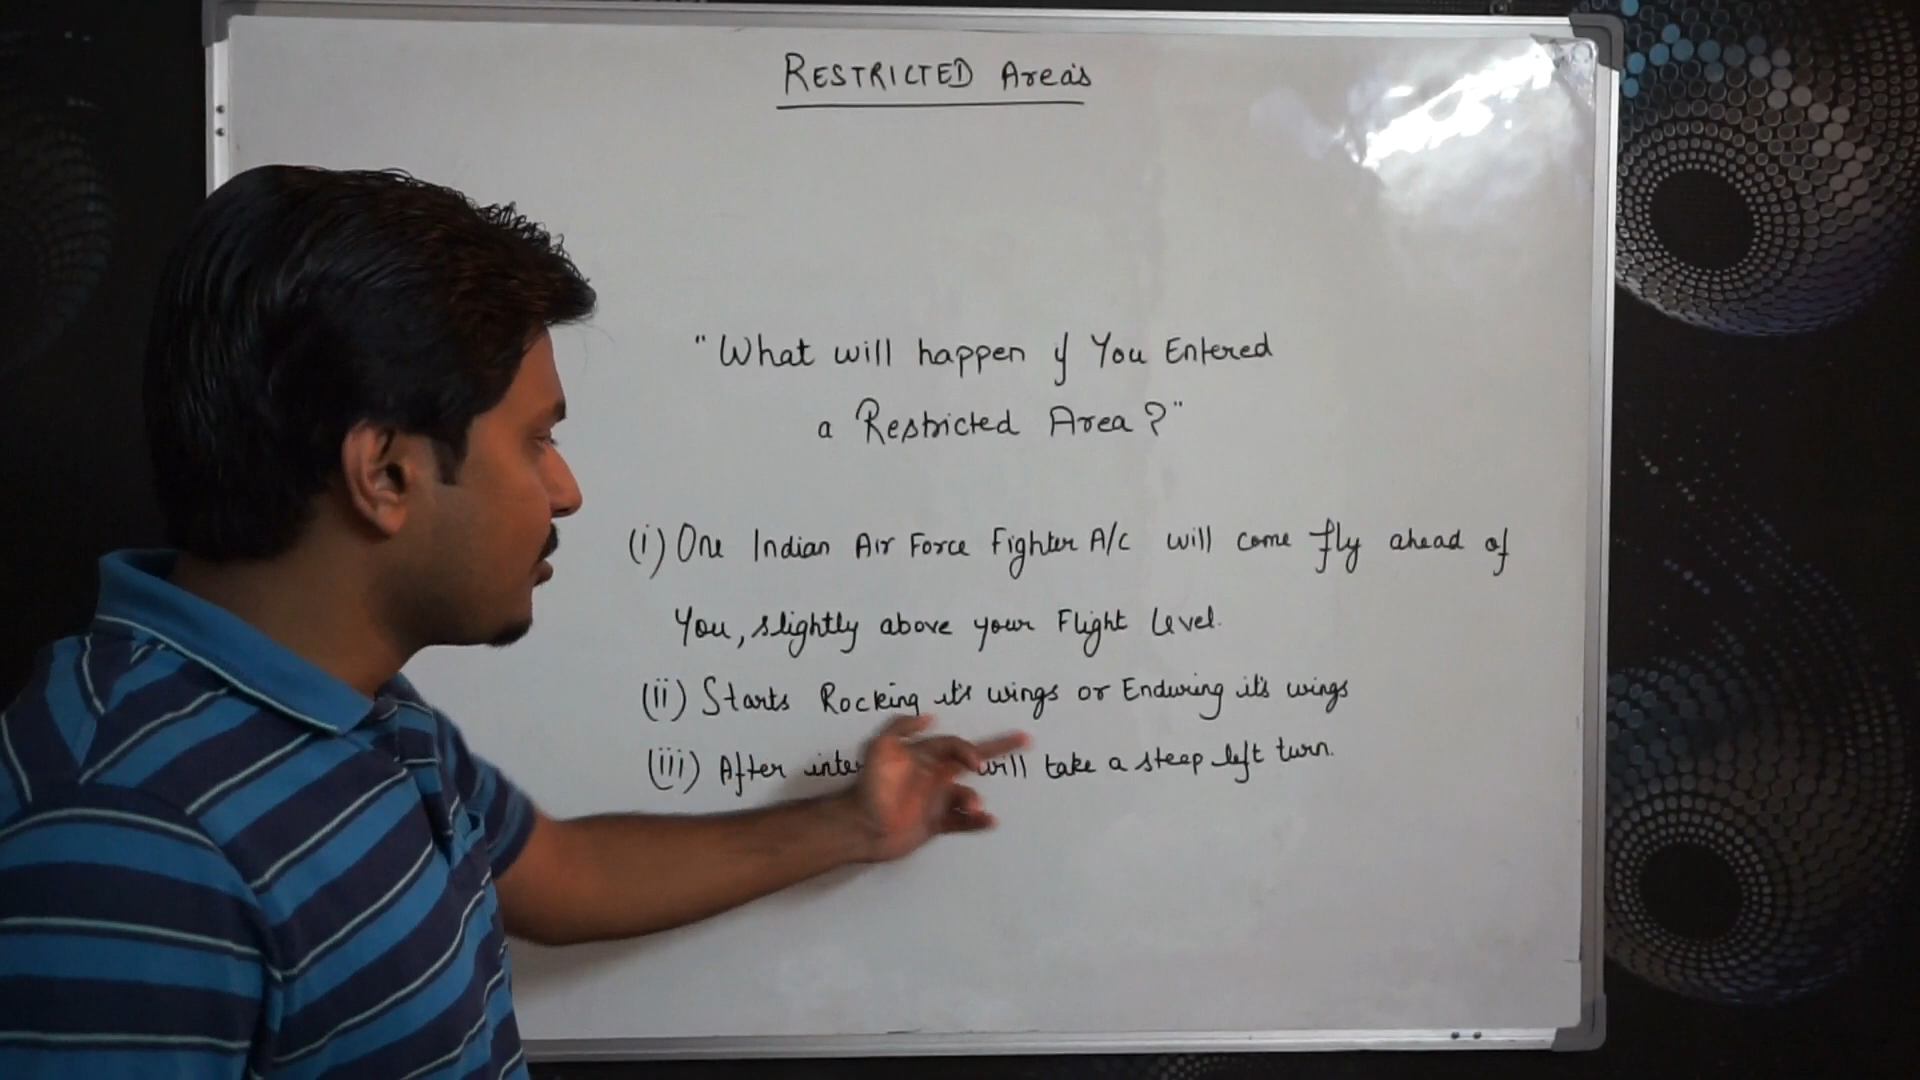 RESTRICTED Area's
"What will happen if You Entered
a Restricted Area?"
(i) One Indian Air Force Fighter A/C will come fly ahead of
You, slightly above your Flight Level.
(ii) Starts Rocking it's wings or Enduring it's wings
(iii) After will take a steep left turn.